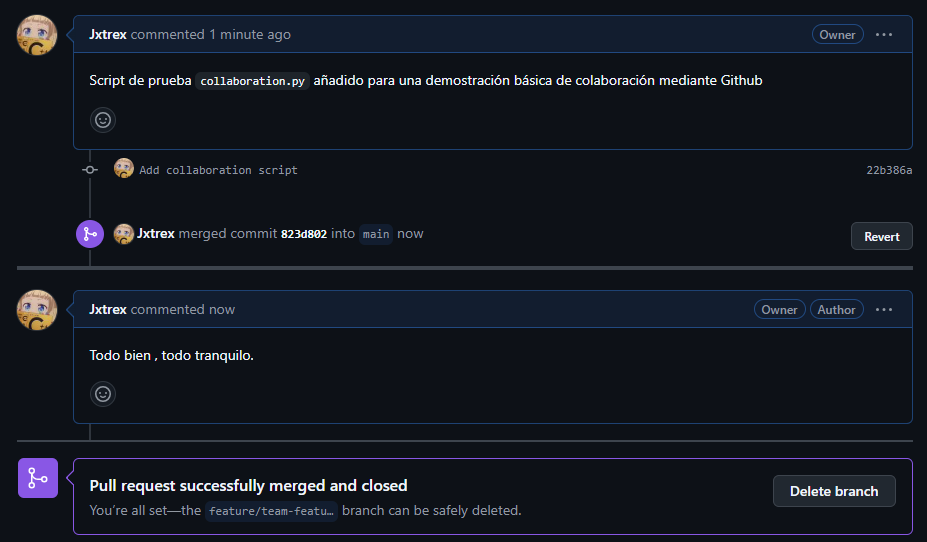 Jxtrex commented 1 minute ago Owner ...
Script de prueba collaboration.py añadido para una demostración básica de colaboración mediante Github
Add collaboration script 22b386a
Jxtrex merged commit 823d802 into main now Revert
Jxtrex commented now Owner Author ...
Todo bien , todo tranquilo.
Pull request successfully merged and closed
Delete branch
You're all set—the feature/team-featu… branch can be safely deleted.